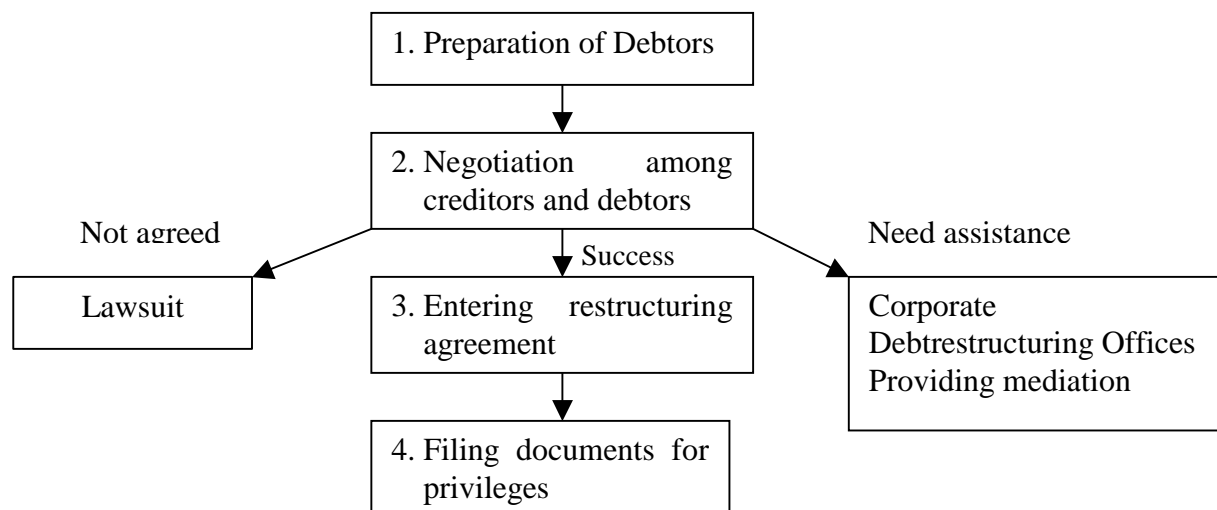 1. Preparation of Debtors
2. Negotiation among
creditors and debtors
Not agreed
Need assistance
Success
Lawsuit
3. Entering restructuring
agreement
Corporate
Debtrestructuring Offices
Providing mediation
4. Filing documents for
privileges